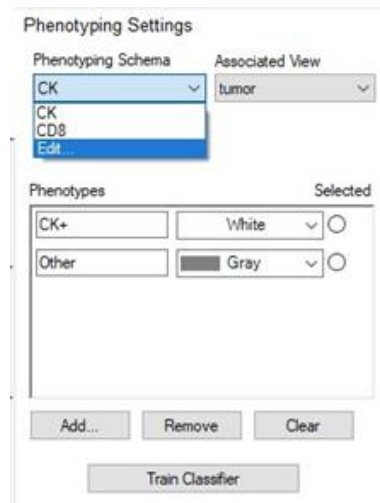 Phenotyping Settings
Phenotyping Schema Associated View
CK tumor
CK
CD8
Edit...
Phenotypes Selected
CK+ White
Other Gray
Add... Remove Clear
Train Classifier